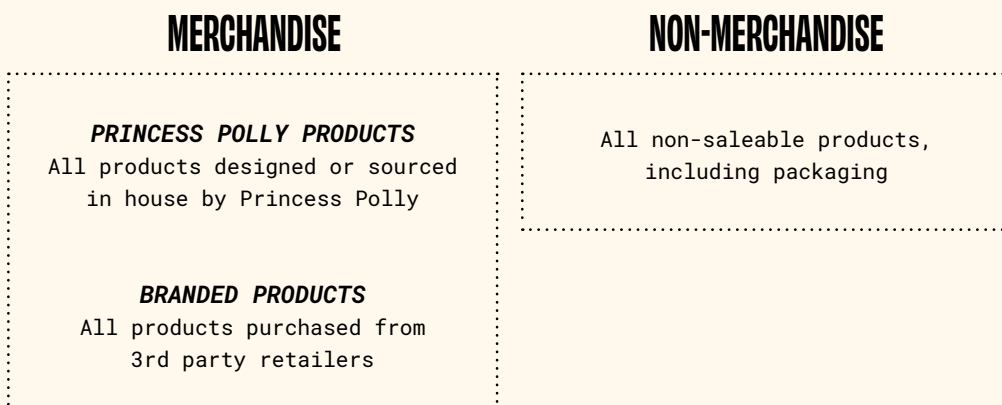 MERCHANDISE
PRINCESS POLLY PRODUCTS
All products designed or sourced
in house by Princess Polly
BRANDED PRODUCTS
All products purchased from
3rd party retailers
NON-MERCHANDISE
All non-saleable products,
including packaging